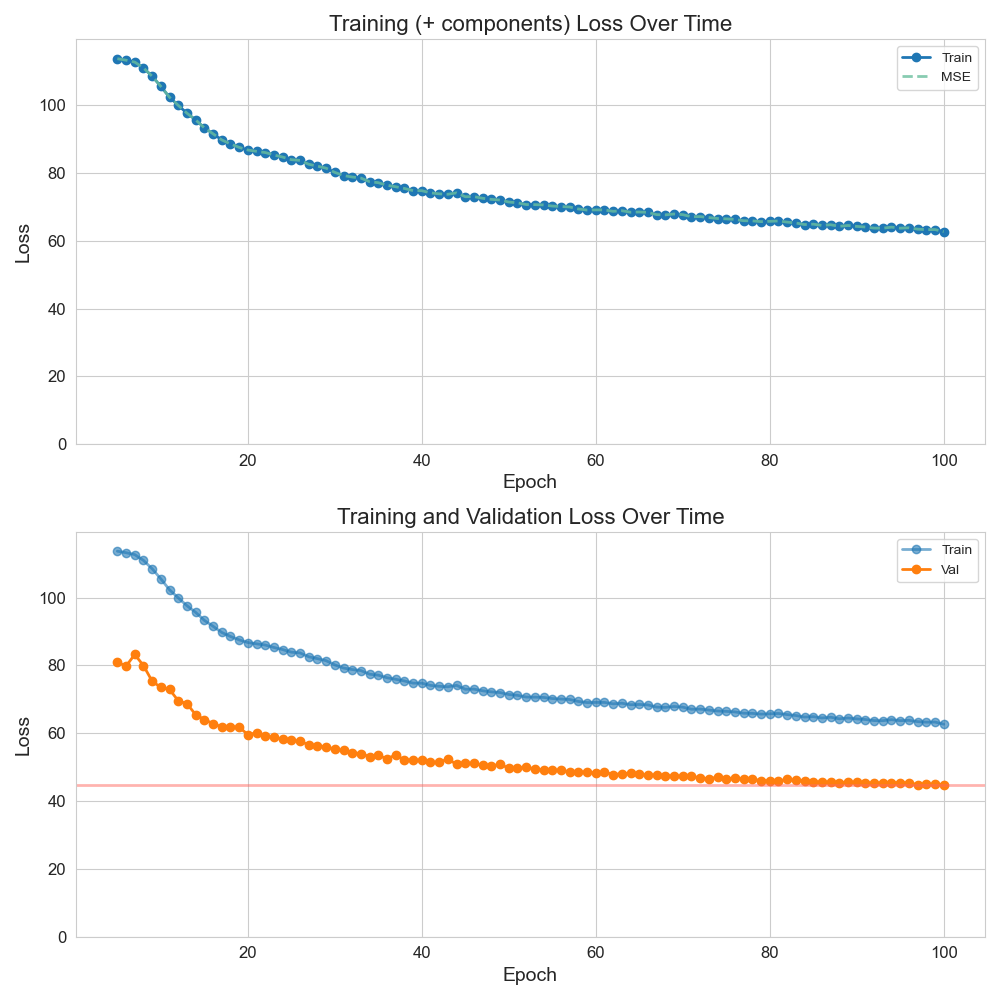 Training (+ components) Loss Over Time
Train
MSE
Loss
100
80
60
40
20
0
20 40 60 80 100
Epoch
Training and Validation Loss Over Time
Train
Val
Loss
100
80
60
40
20
0
20 40 60 80 100
Epoch